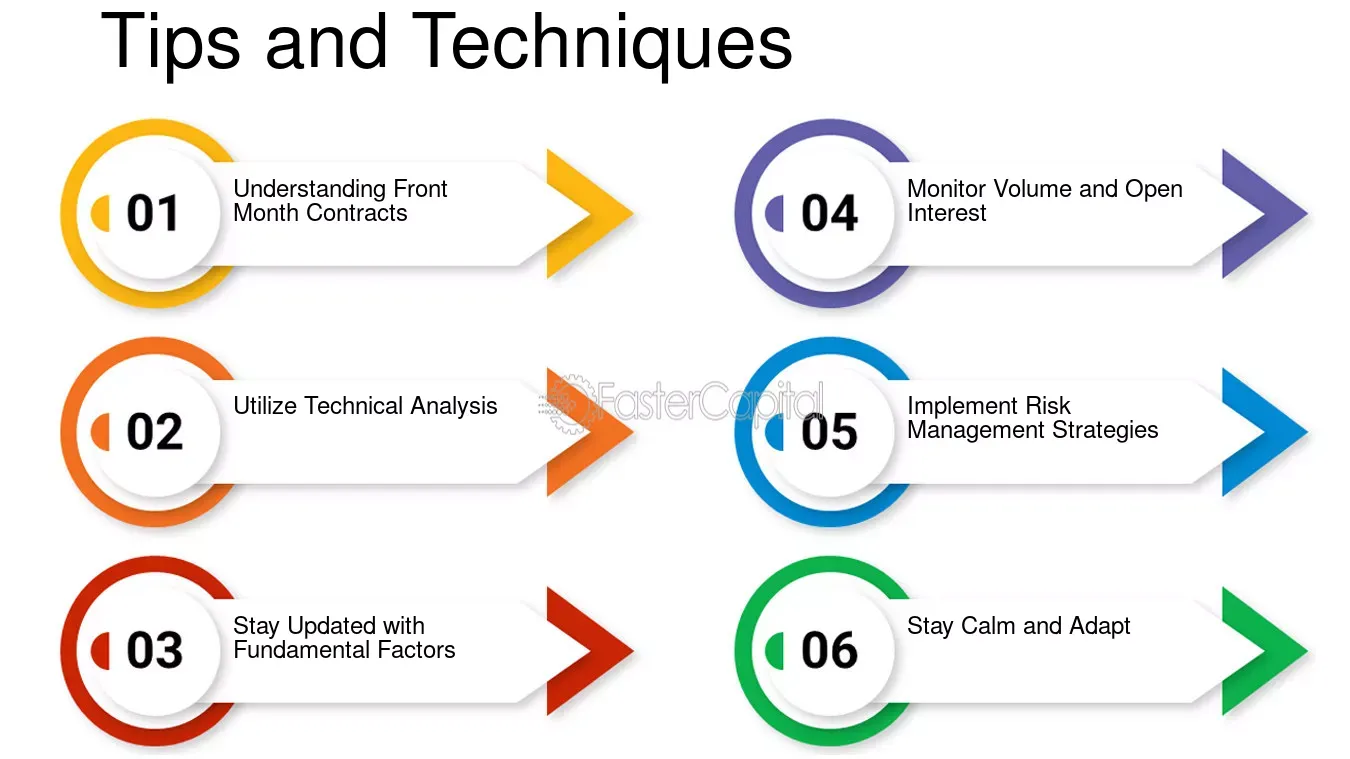 Tips and Techniques
01
Understanding Front
Month Contracts
02
Utilize Technical Analysis
03
Stay Updated with
Fundamental Factors
04
Monitor Volume and Open
Interest
05
Implement Risk
Management Strategies
06
Stay Calm and Adapt
FasterCapital